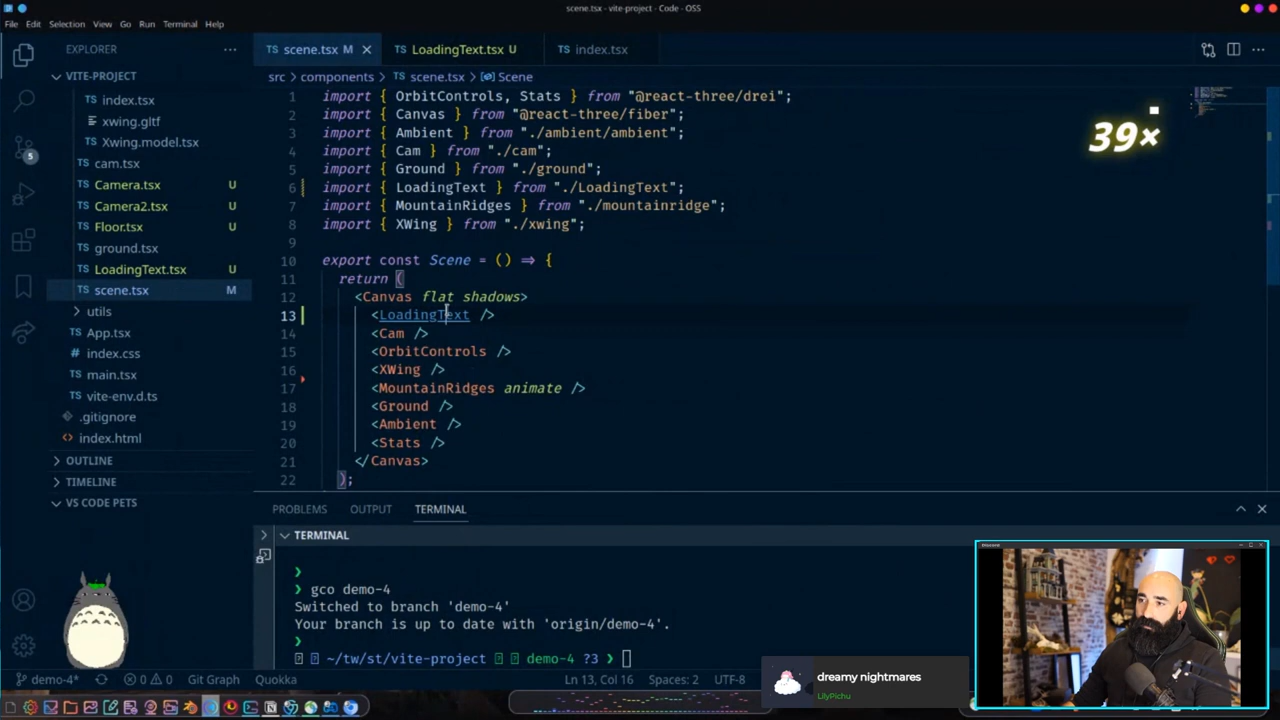 scene.tsx - vite-project - Code - OSS
File Edit Selection View Go Run Terminal Help
EXPLORER
VITE-PROJECT
index.tsx
xwing.gltf
Xwing.model.tsx
cam.tsx
Camera.tsx U
Camera2.tsx U
Floor.tsx U
ground.tsx
LoadingText.tsx U
scene.tsx M
utils
App.tsx
index.css
main.tsx
vite-env.d.ts
.gitignore
index.html
OUTLINE
TIMELINE
VS CODE PETS
5
scene.tsx M LoadingText.tsx U index.tsx
src > components > scene.tsx > Scene
1 import { OrbitControls, Stats } from "@react-three/drei";
2 import { Canvas } from "@react-three/fiber";
3 import { Ambient } from "./ambient/ambient";
4 import { Cam } from "./cam";
5 import { Ground } from "./ground";
6 import { LoadingText } from "./LoadingText";
7 import { MountainRidges } from "./mountainridge";
8 import { XWing } from "./xwing";
9
10 export const Scene = () => {
11 return (
12 <Canvas flat shadows>
13 <LoadingText />
14 <Cam />
15 <OrbitControls />
16 <XWing />
17 <MountainRidges animate />
18 <Ground />
19 <Ambient />
20 <Stats />
21 </Canvas>
22 );
39×
PROBLEMS OUTPUT TERMINAL
TERMINAL
❯
❯ gco demo-4
Switched to branch 'demo-4'
Your branch is up to date with 'origin/demo-4'.
❯
~/tw/st/vite-project demo-4 ?3 ❯
demo-4* 0 0 Git Graph Quokka Ln 13, Col 16 Spaces: 2 UTF-8
dreamy nightmares
LilyPichu